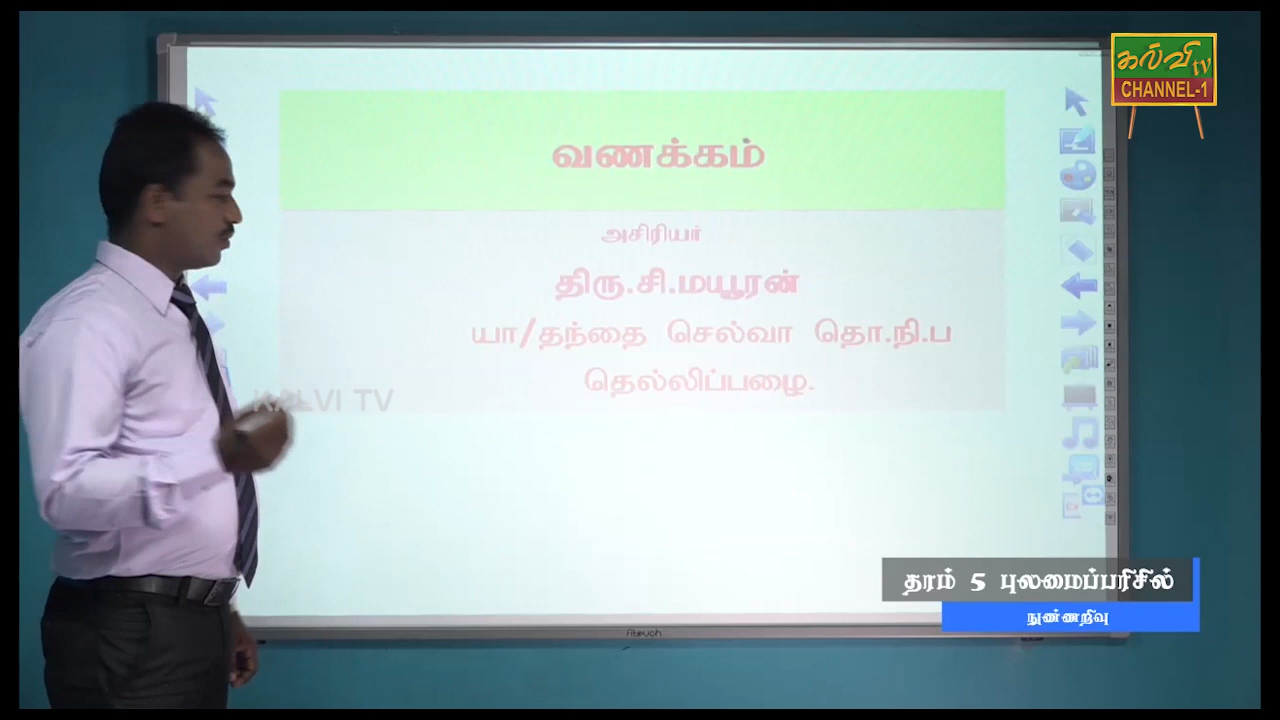 கல்வி tv
CHANNEL-1
வணக்கம்
அசிரியர்
திரு.சி.மயூரன்
யா/தந்தை செல்வா தொ.நி.ப
தெல்லிப்பழை.
KALVI TV
தரம் 5 புலமைப்பரிசில்
நுண்ணறிவு